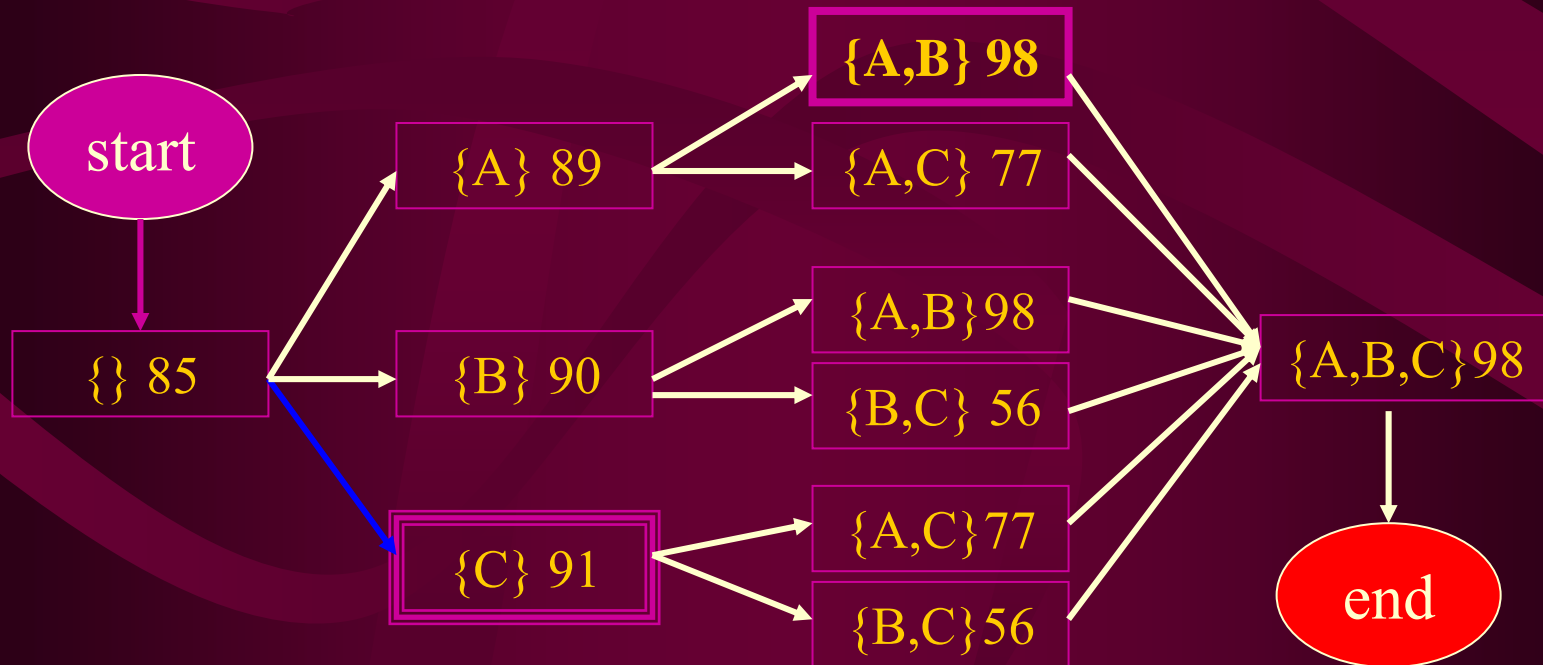 start
{} 85
{A} 89
{B} 90
{C} 91
{A,B} 98
{A,C} 77
{A,B}98
{B,C} 56
{A,C}77
{B,C}56
{A,B,C}98
end